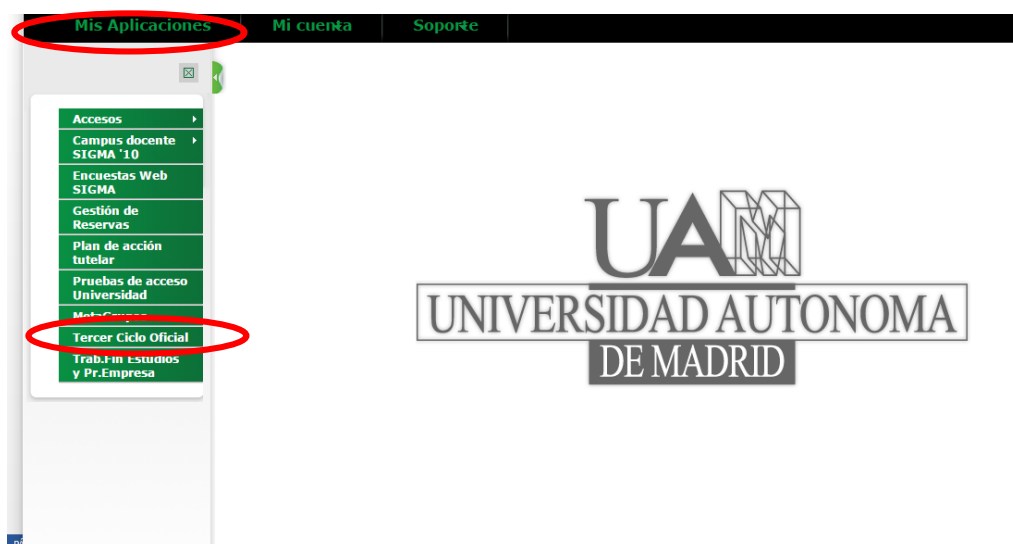 Mis Aplicaciones Mi cuenta Soporte
Accesos
Campus docente
SIGMA '10
Encuestas Web
SIGMA
Gestión de
Reservas
Plan de acción
tutelar
Pruebas de acceso
Universidad
MetaGrupos
Tercer Ciclo Oficial
Trab.Fin Estudios
y Pr.Empresa
UAM
UNIVERSIDAD AUTONOMA
DE MADRID